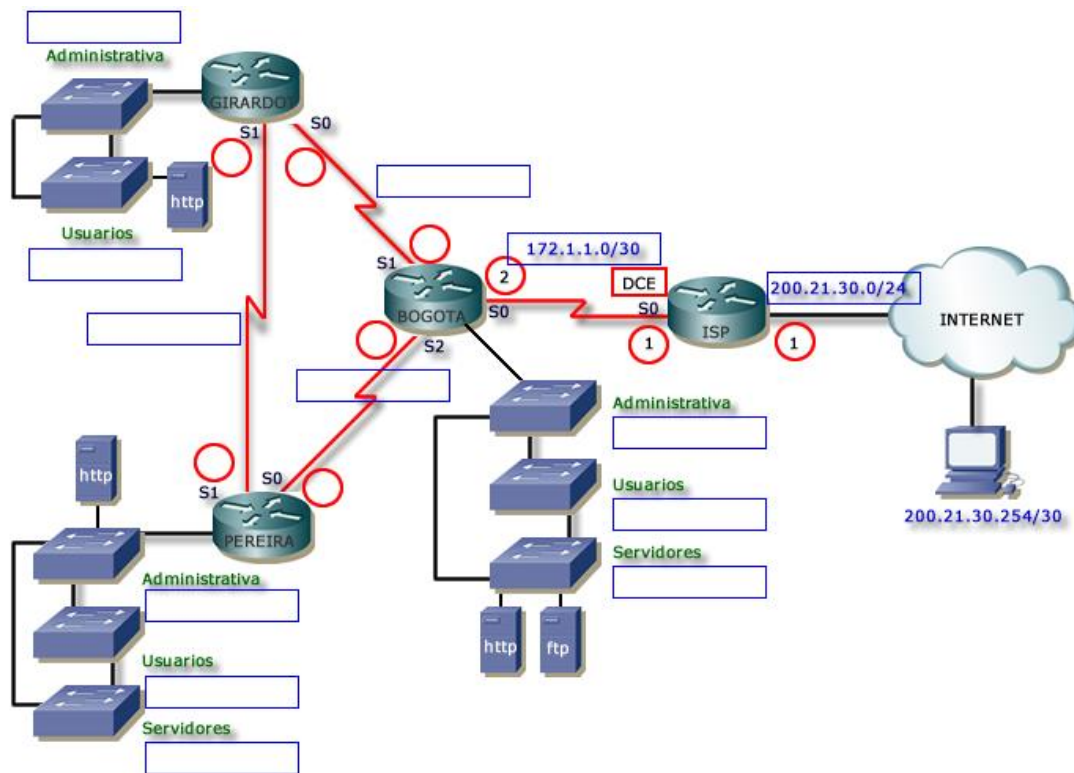 Administrativa
GIRARDOT
S1
S0
http
Usuarios
S1
172.1.1.0/30
2
DCE
200.21.30.0/24
BOGOTA
S0
S0
ISP
INTERNET
S2
1
1
Administrativa
Usuarios
Servidores
http
ftp
200.21.30.254/30
http
S1
S0
PEREIRA
Administrativa
Usuarios
Servidores